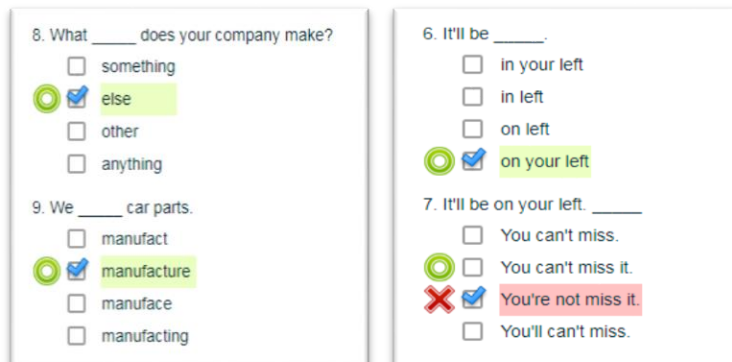 8. What _____ does your company make?
something
else
other
anything
9. We _____ car parts.
manufact
manufacture
manuface
manufacting
6. It'll be _____.
in your left
in left
on left
on your left
7. It'll be on your left. _____
You can't miss.
You can't miss it.
You're not miss it.
You'll can't miss.